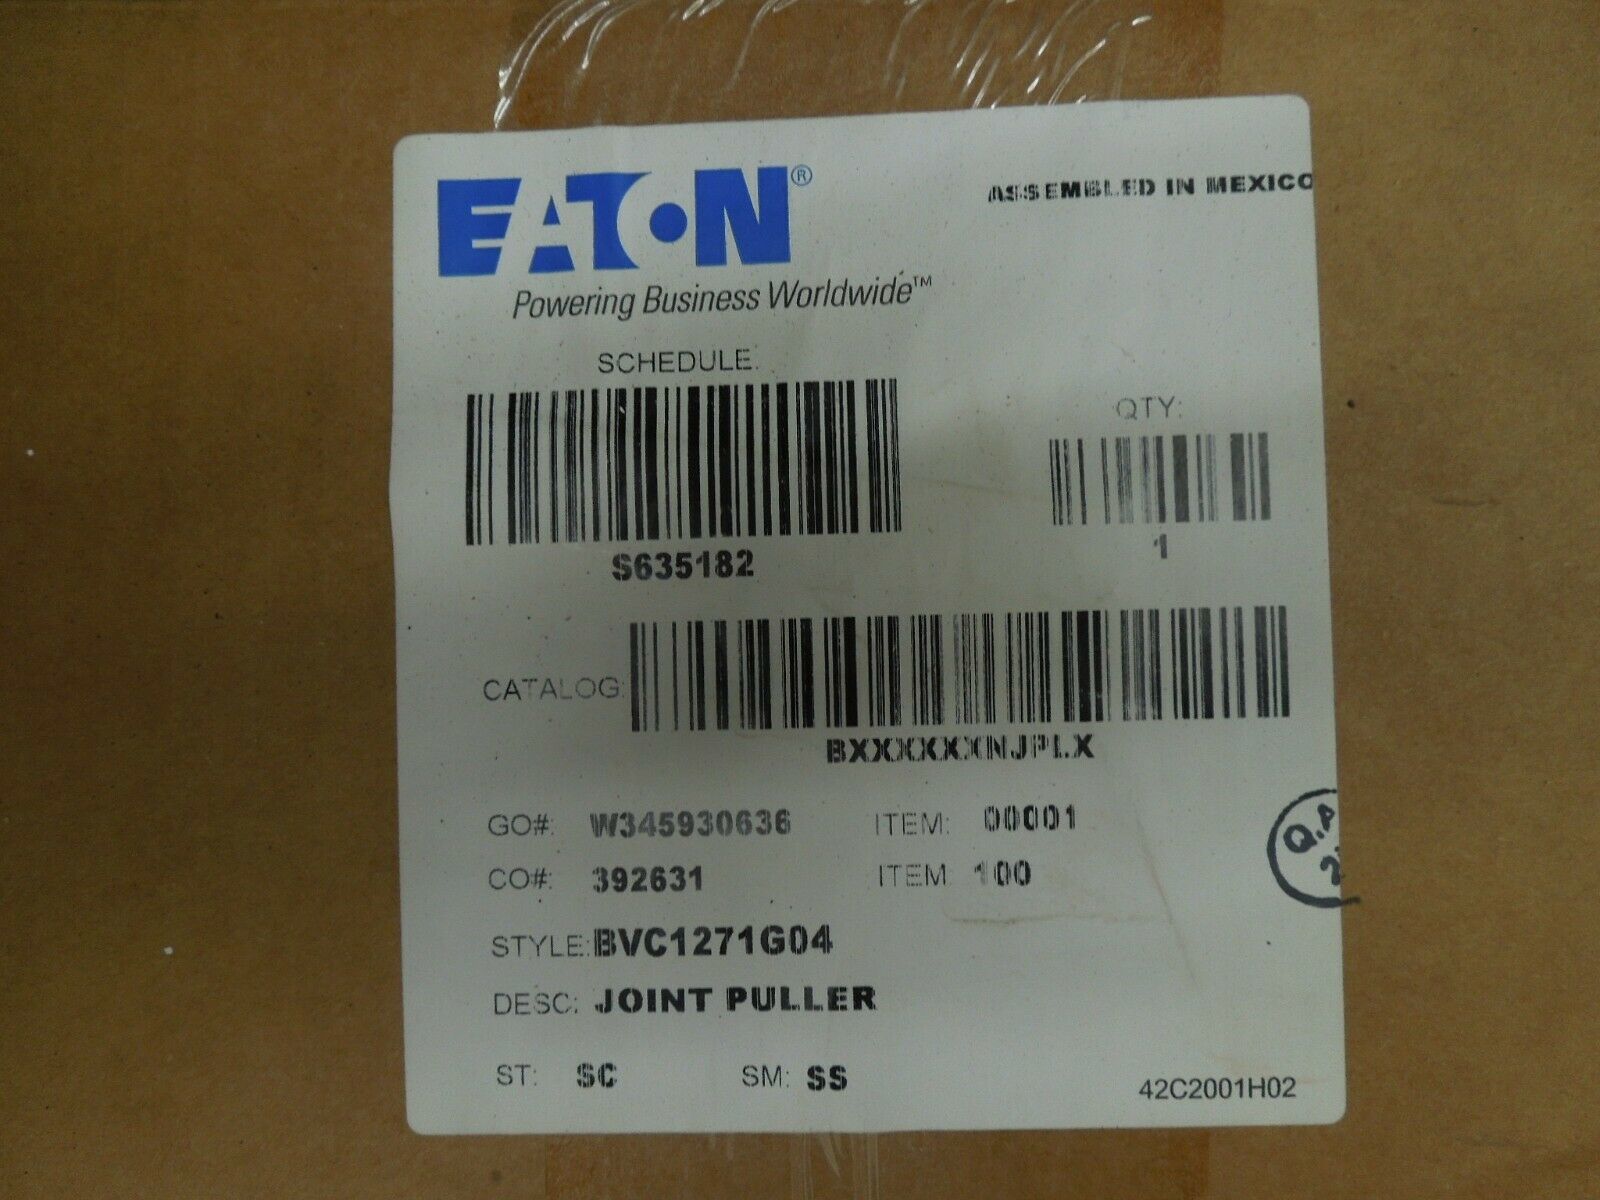 EATON®
ASSEMBLED IN MEXICO
Powering Business Worldwide™
SCHEDULE:
S635182
QTY:
1
CATALOG:
BXXXXXXNJPLX
GO#: W345930636 ITEM: 00001
CO#: 392631 ITEM 100
STYLE: BVC1271G04
DESC: JOINT PULLER
ST: SC SM: SS
42C2001H02
Q.A
2